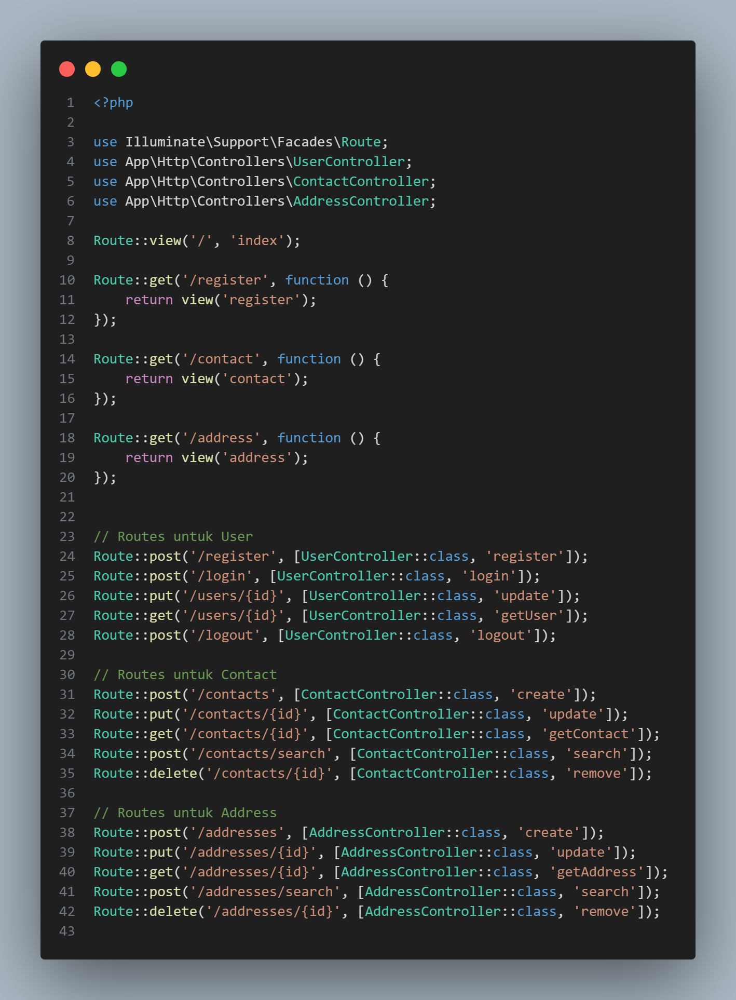 1 <?php
2
3 use Illuminate\Support\Facades\Route;
4 use App\Http\Controllers\UserController;
5 use App\Http\Controllers\ContactController;
6 use App\Http\Controllers\AddressController;
7
8 Route::view('/', 'index');
9
10 Route::get('/register', function () {
11     return view('register');
12 });
13
14 Route::get('/contact', function () {
15     return view('contact');
16 });
17
18 Route::get('/address', function () {
19     return view('address');
20 });
21
22
23 // Routes untuk User
24 Route::post('/register', [UserController::class, 'register']);
25 Route::post('/login', [UserController::class, 'login']);
26 Route::put('/users/{id}', [UserController::class, 'update']);
27 Route::get('/users/{id}', [UserController::class, 'getUser']);
28 Route::post('/logout', [UserController::class, 'logout']);
29
30 // Routes untuk Contact
31 Route::post('/contacts', [ContactController::class, 'create']);
32 Route::put('/contacts/{id}', [ContactController::class, 'update']);
33 Route::get('/contacts/{id}', [ContactController::class, 'getContact']);
34 Route::post('/contacts/search', [ContactController::class, 'search']);
35 Route::delete('/contacts/{id}', [ContactController::class, 'remove']);
36
37 // Routes untuk Address
38 Route::post('/addresses', [AddressController::class, 'create']);
39 Route::put('/addresses/{id}', [AddressController::class, 'update']);
40 Route::get('/addresses/{id}', [AddressController::class, 'getAddress']);
41 Route::post('/addresses/search', [AddressController::class, 'search']);
42 Route::delete('/addresses/{id}', [AddressController::class, 'remove']);
43